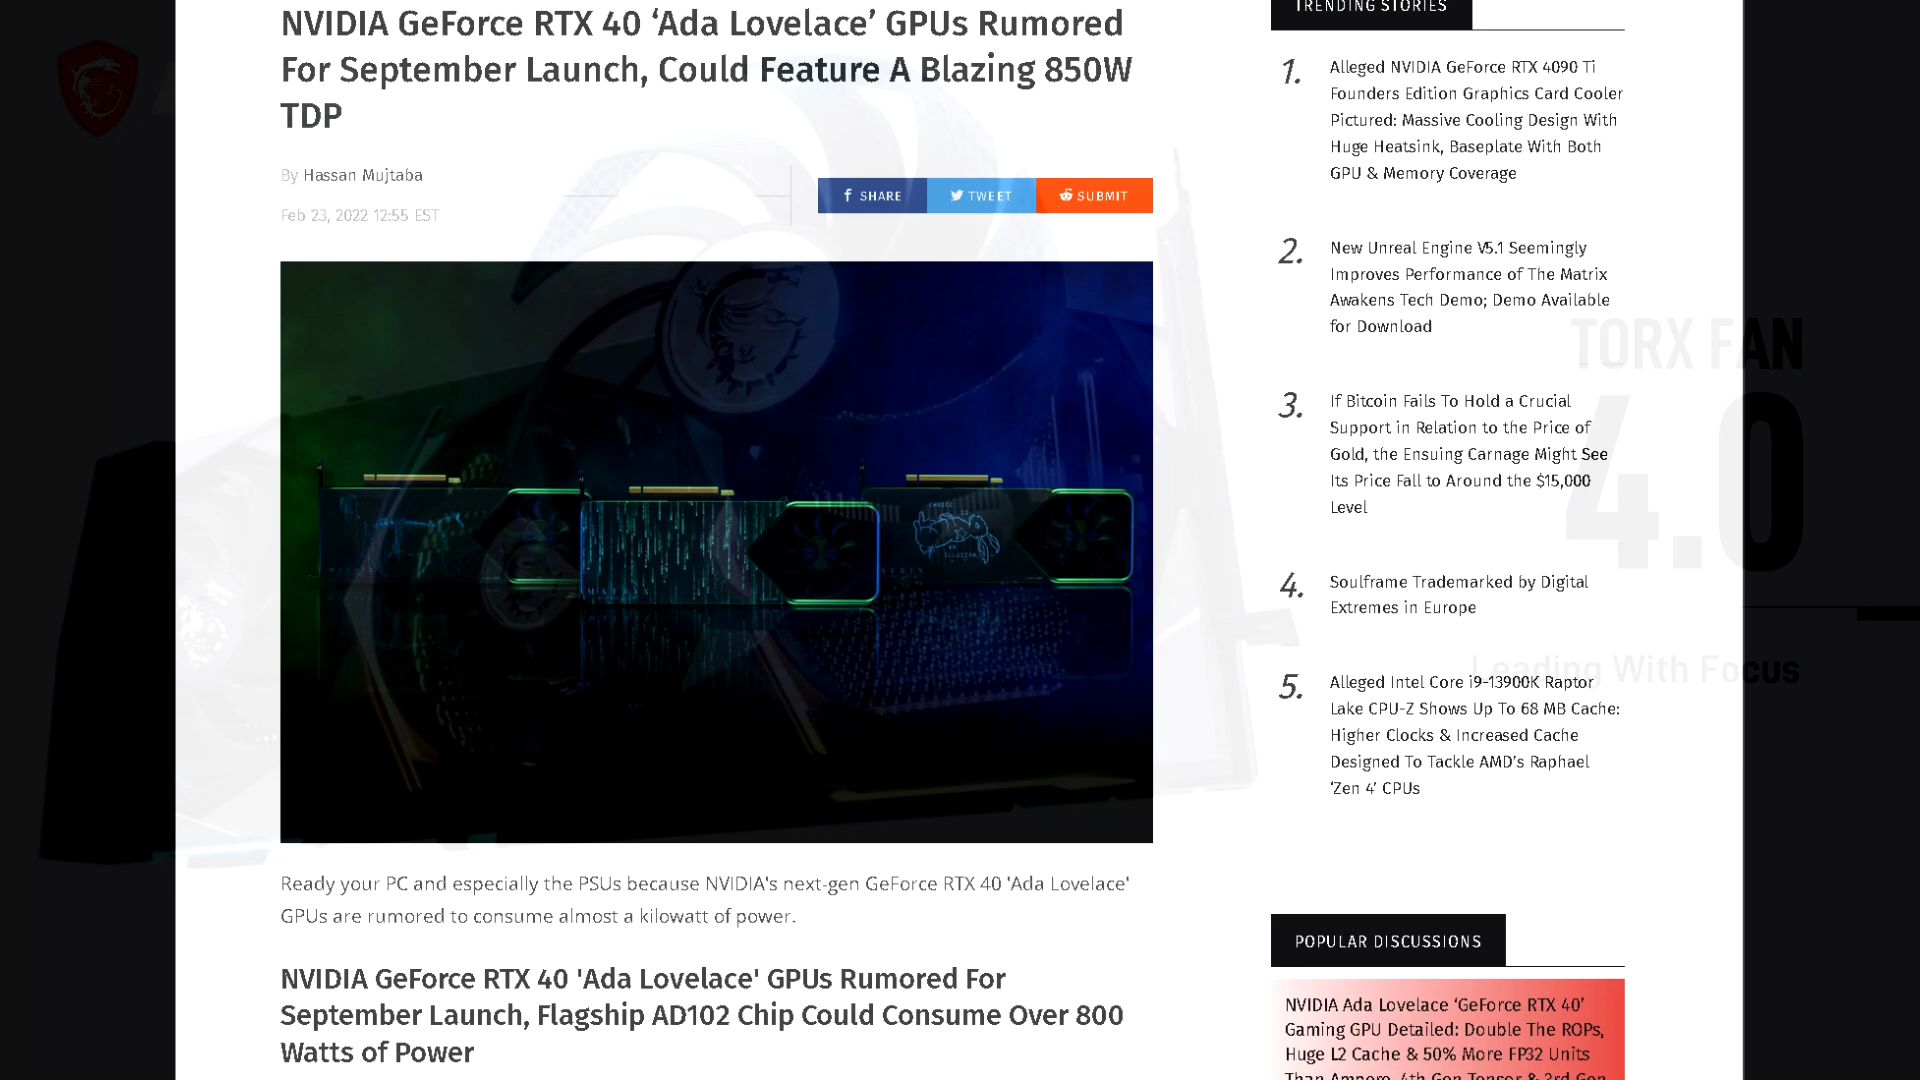 NVIDIA GeForce RTX 40 ‘Ada Lovelace’ GPUs Rumored
For September Launch, Could Feature A Blazing 850W
TDP
By Hassan Mujtaba
Feb 23, 2022 12:55 EST
SHARE
TWEET
SUBMIT
Ready your PC and especially the PSUs because NVIDIA's next-gen GeForce RTX 40 'Ada Lovelace'
GPUs are rumored to consume almost a kilowatt of power.
NVIDIA GeForce RTX 40 'Ada Lovelace' GPUs Rumored For
September Launch, Flagship AD102 Chip Could Consume Over 800
Watts of Power
TRENDING STORIES
1. Alleged NVIDIA GeForce RTX 4090 Ti
Founders Edition Graphics Card Cooler
Pictured: Massive Cooling Design With
Huge Heatsink, Baseplate With Both
GPU & Memory Coverage
2. New Unreal Engine V5.1 Seemingly
Improves Performance of The Matrix
Awakens Tech Demo; Demo Available
for Download
3. If Bitcoin Fails To Hold a Crucial
Support in Relation to the Price of
Gold, the Ensuing Carnage Might See
Its Price Fall to Around the $15,000
Level
4. Soulframe Trademarked by Digital
Extremes in Europe
5. Alleged Intel Core i9-13900K Raptor
Lake CPU-Z Shows Up To 68 MB Cache:
Higher Clocks & Increased Cache
Designed To Tackle AMD’s Raphael
‘Zen 4’ CPUs
POPULAR DISCUSSIONS
NVIDIA Ada Lovelace ‘GeForce RTX 40’
Gaming GPU Detailed: Double The ROPs,
Huge L2 Cache & 50% More FP32 Units
Than Ampere, 4th Gen Tensor & 3rd Gen
TORX FAN
4.0
Leading With Focus